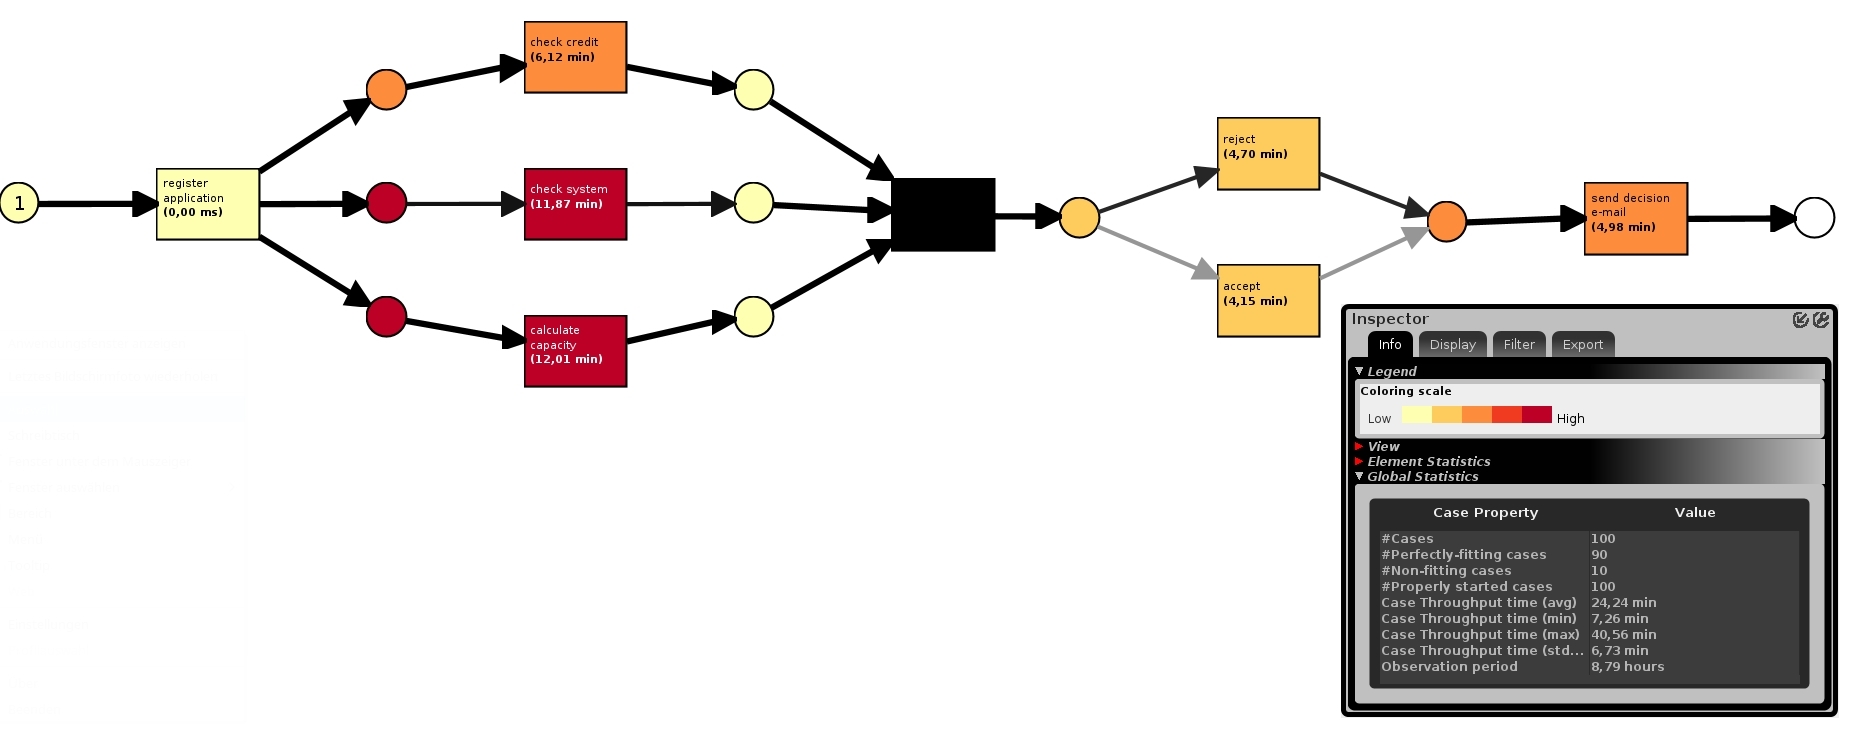 1
register
application
(0,00 ms)
check credit
(6,12 min)
check system
(11,87 min)
calculate
capacity
(12,01 min)
reject
(4,70 min)
accept
(4,15 min)
send decision
e-mail
(4,98 min)
Inspector
Info Display Filter Export
Legend
Coloring scale
Low High
View
Element Statistics
Global Statistics
Case Property Value
#Cases 100
#Perfectly-fitting cases 90
#Non-fitting cases 10
#Properly started cases 100
Case Throughput time (avg) 24,24 min
Case Throughput time (min) 7,26 min
Case Throughput time (max) 40,56 min
Case Throughput time (std... 6,73 min
Observation period 8,79 hours